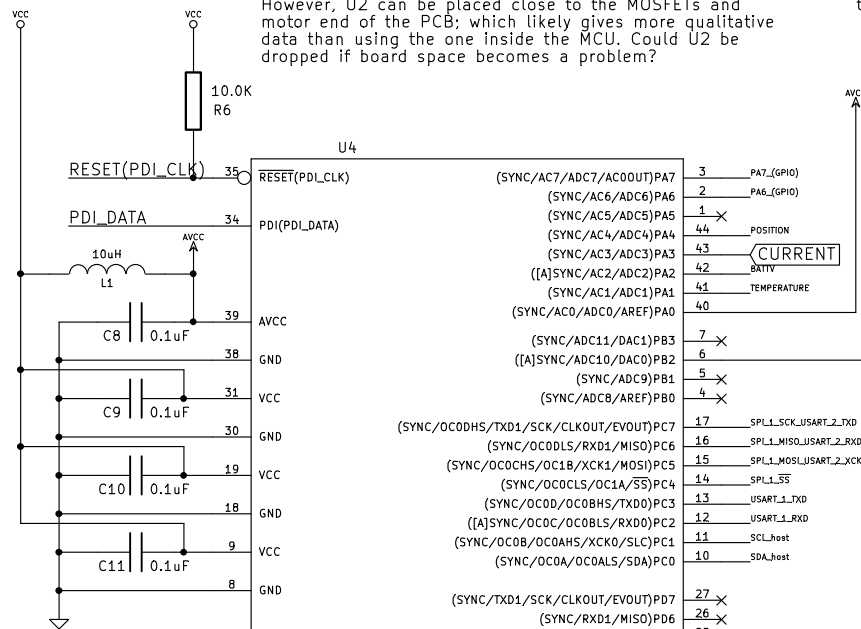 However, U2 can be placed close to the MOSFETs and
motor end of the PCB; which likely gives more qualitative
data than using the one inside the MCU. Could U2 be
dropped if board space becomes a problem?
VCC
VCC
10.0K
R6
AVC
U4
RESET(PDI_CLK)
35
RESET(PDI_CLK)
PDI_DATA
34
PDI(PDI_DATA)
AVCC
10uH
L1
C8
0.1uF
39
AVCC
38
GND
31
VCC
C9
0.1uF
30
GND
19
VCC
C10
0.1uF
18
GND
9
VCC
C11
0.1uF
8
GND
(SYNC/AC7/ADC7/AC0OUT)PA7
3
PA7_(GPIO)
(SYNC/AC6/ADC6)PA6
2
PA6_(GPIO)
(SYNC/AC5/ADC5)PA5
1
(SYNC/AC4/ADC4)PA4
44
POSITION
(SYNC/AC3/ADC3)PA3
43
CURRENT
([A]SYNC/AC2/ADC2)PA2
42
BATTV
(SYNC/AC1/ADC1)PA1
41
TEMPERATURE
(SYNC/AC0/ADC0/AREF)PA0
40
(SYNC/ADC11/DAC1)PB3
7
([A]SYNC/ADC10/DAC0)PB2
6
(SYNC/ADC9)PB1
5
(SYNC/ADC8/AREF)PB0
4
(SYNC/OC0DHS/TXD1/SCK/CLKOUT/EVOUT)PC7
17
SPI_1_SCK_USART_2_TXD
(SYNC/OC0DLS/RXD1/MISO)PC6
16
SPI_1_MISO_USART_2_RXD
(SYNC/OC0CHS/OC1B/XCK1/MOSI)PC5
15
SPI_1_MOSI_USART_2_XCK
(SYNC/OC0CLS/OC1A/SS)PC4
14
SPI_1_SS
(SYNC/OC0D/OC0BHS/TXD0)PC3
13
USART_1_TXD
([A]SYNC/OC0C/OC0BLS/RXD0)PC2
12
USART_1_RXD
(SYNC/OC0B/OC0AHS/XCK0/SLC)PC1
11
SCL_host
(SYNC/OC0A/OC0ALS/SDA)PC0
10
SDA_host
(SYNC/TXD1/SCK/CLKOUT/EVOUT)PD7
27
(SYNC/RXD1/MISO)PD6
26